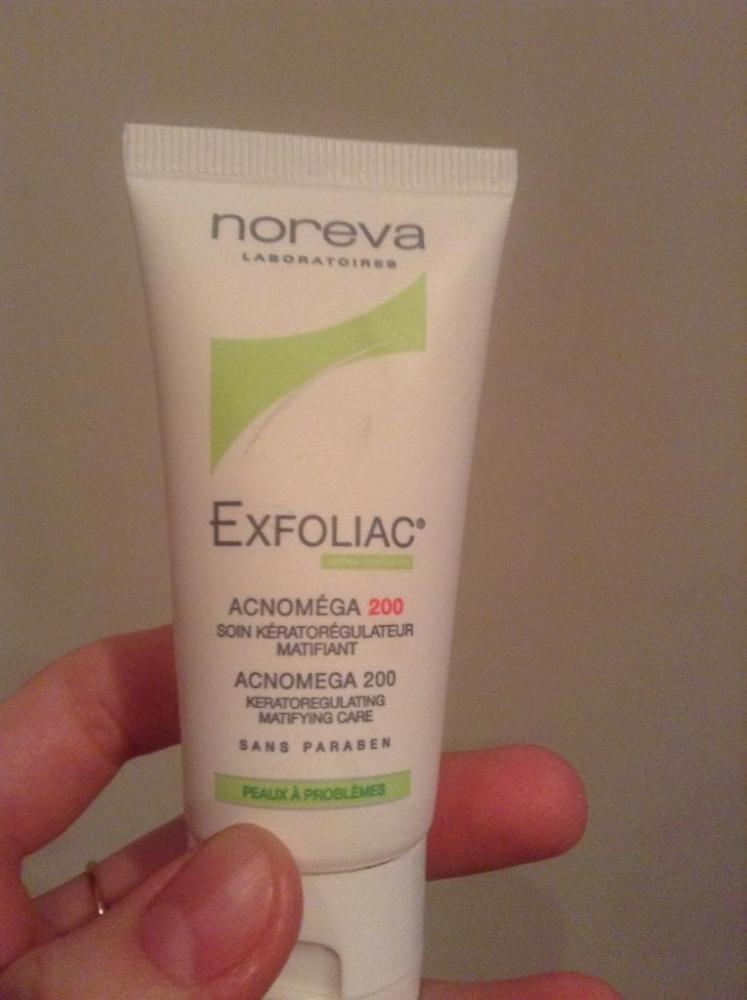 noreva
LABORATOIRES
EXFOLIAC®
ACNOMÉGA 200
SOIN KÉRATORÉGULATEUR
MATIFIANT
ACNOMEGA 200
KERATOREGULATING
MATIFYING CARE
SANS PARABEN
PEAUX À PROBLÈMES